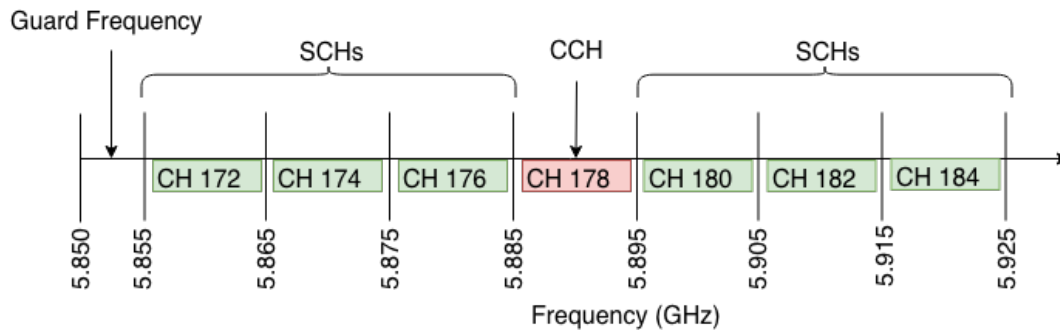 Guard Frequency
SCHs
CCH
SCHs
CH 172
CH 174
CH 176
CH 178
CH 180
CH 182
CH 184
5.850
5.855
5.865
5.875
5.885
5.895
5.905
5.915
5.925
Frequency (GHz)